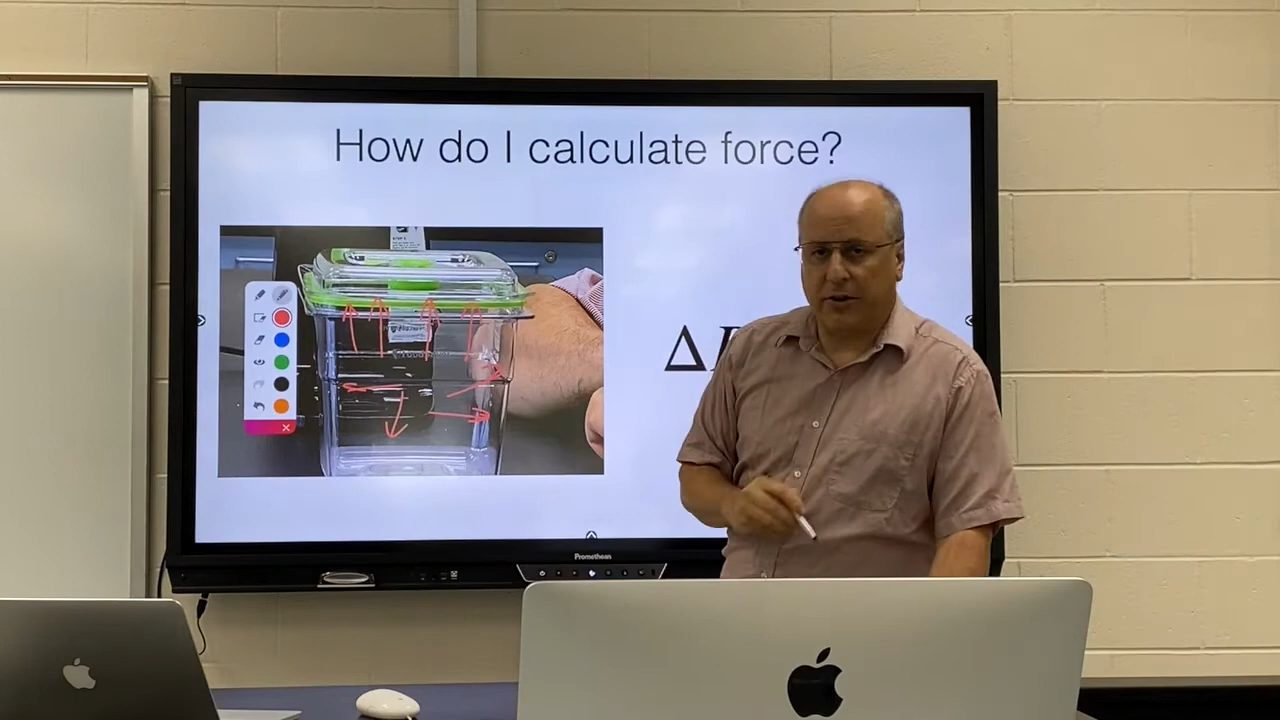 How do I calculate force?
Δ
Promethean